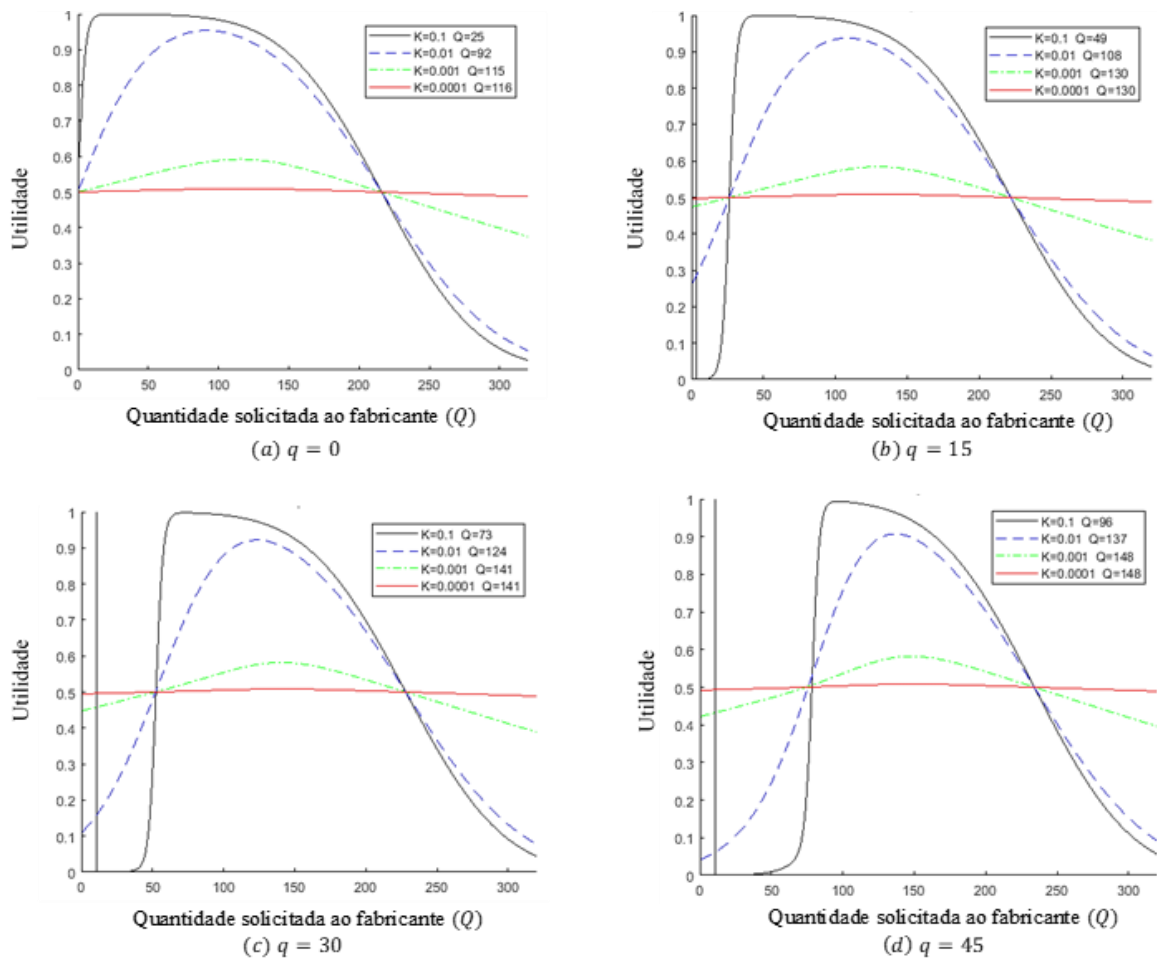 K=0.1 Q=25
K=0.01 Q=92
K=0.001 Q=115
K=0.0001 Q=116
1
0.9
0.8
0.7
0.6
0.5
0.4
0.3
0.2
0.1
0
Utilidade
0 50 100 150 200 250 300
Quantidade solicitada ao fabricante (Q)
(a) q = 0
K=0.1 Q=49
K=0.01 Q=108
K=0.001 Q=130
K=0.0001 Q=130
1
0.9
0.8
0.7
0.6
0.5
0.4
0.3
0.2
0.1
0
Utilidade
0 50 100 150 200 250 300
Quantidade solicitada ao fabricante (Q)
(b) q = 15
K=0.1 Q=73
K=0.01 Q=124
K=0.001 Q=141
K=0.0001 Q=141
1
0.9
0.8
0.7
0.6
0.5
0.4
0.3
0.2
0.1
0
Utilidade
0 50 100 150 200 250 300
Quantidade solicitada ao fabricante (Q)
(c) q = 30
K=0.1 Q=96
K=0.01 Q=137
K=0.001 Q=148
K=0.0001 Q=148
1
0.9
0.8
0.7
0.6
0.5
0.4
0.3
0.2
0.1
0
Utilidade
0 50 100 150 200 250 300
Quantidade solicitada ao fabricante (Q)
(d) q = 45